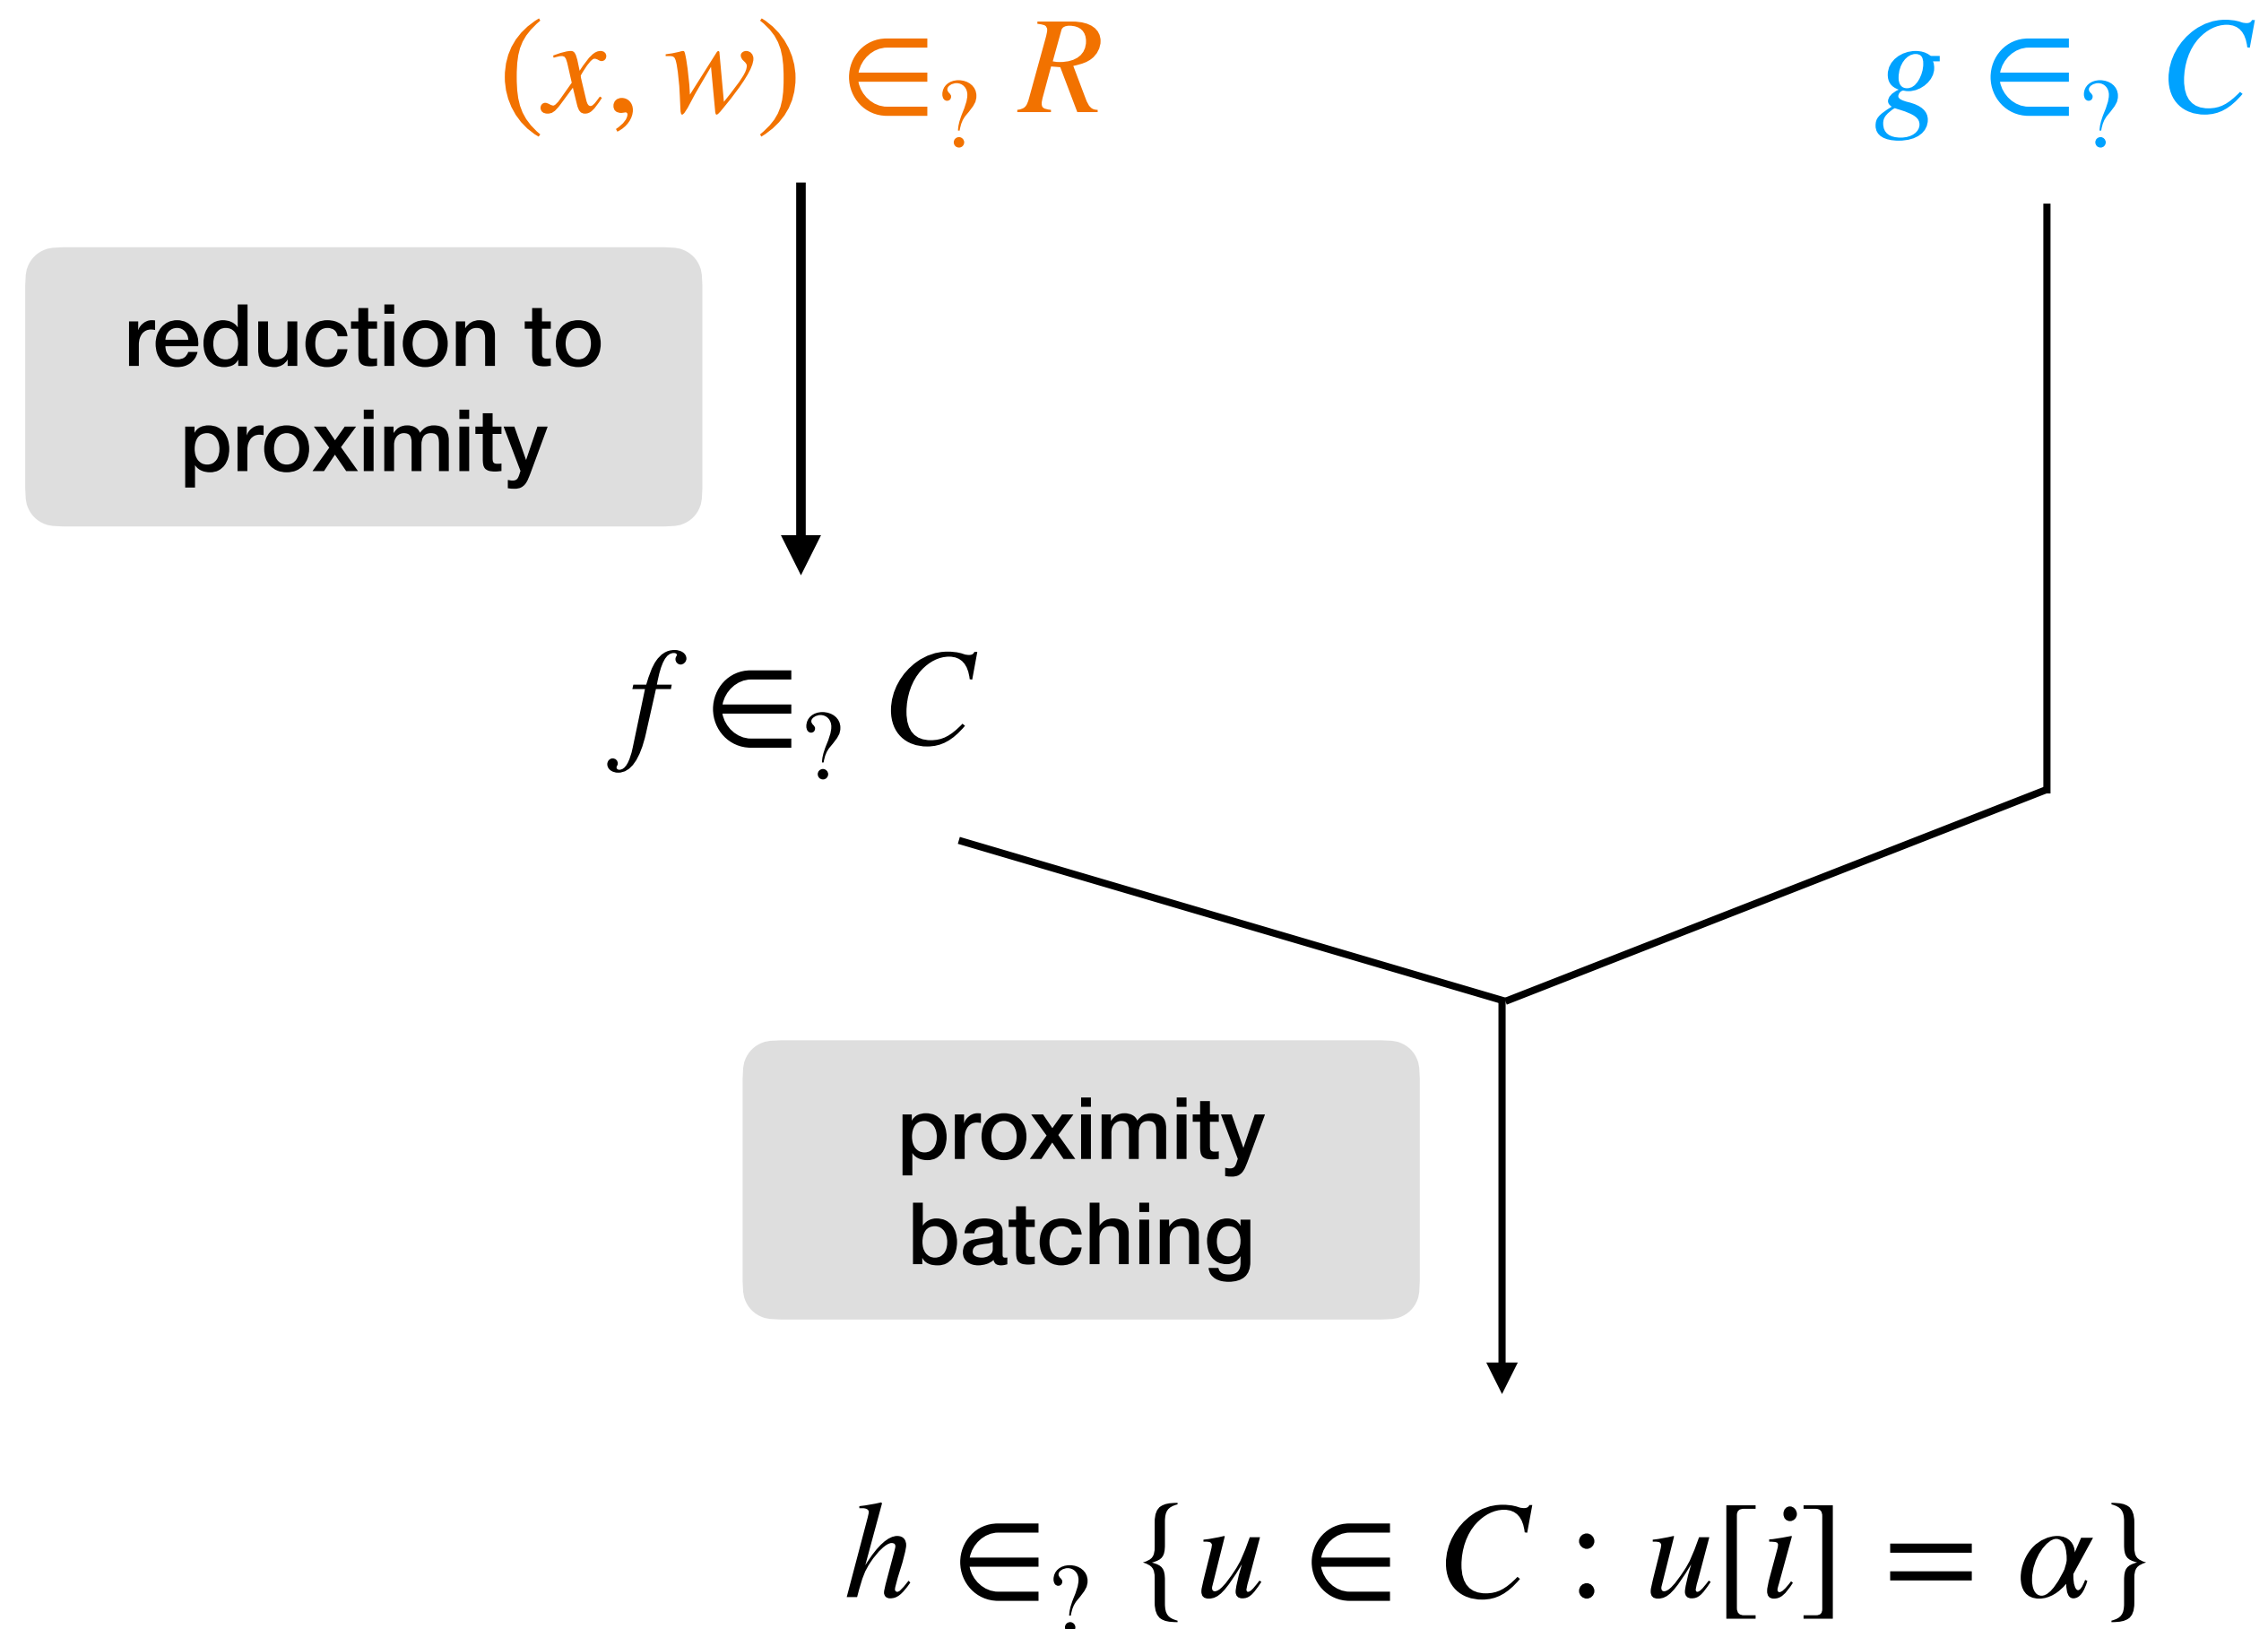 (x, w) ∈? R
g ∈? C
reduction to
proximity
f ∈? C
proximity
batching
h ∈? {u ∈ C : u[i] = α}